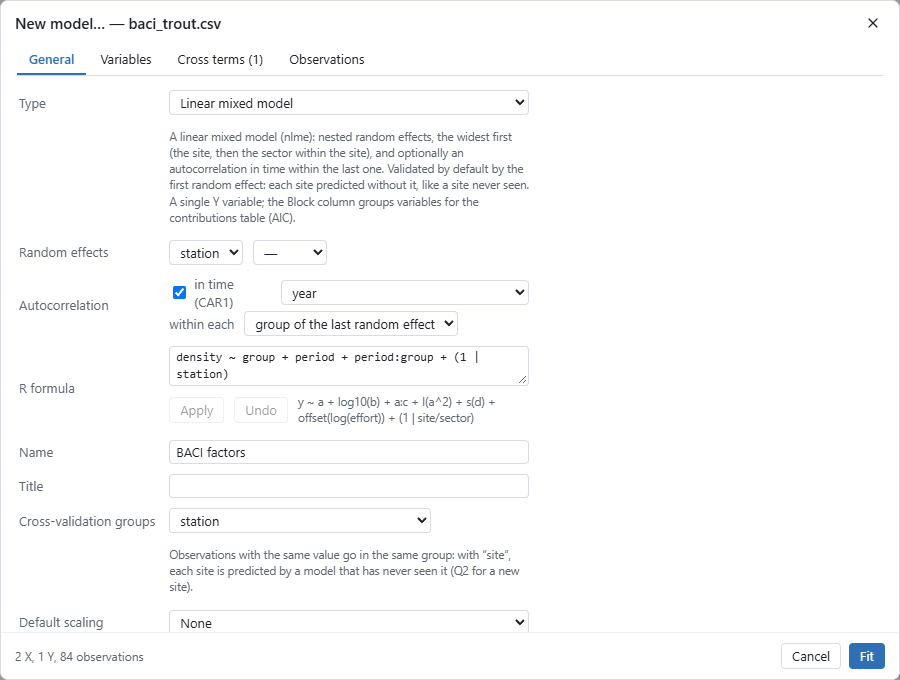 New model... — baci_trout.csv
General Variables Cross terms (1) Observations
Type
Linear mixed model
A linear mixed model (nlme): nested random effects, the widest first
(the site, then the sector within the site), and optionally an
autocorrelation in time within the last one. Validated by default by the
first random effect: each site predicted without it, like a site never seen.
A single Y variable; the Block column groups variables for the
contributions table (AIC).
Random effects
station —
Autocorrelation
in time
(CAR1)
year
within each group of the last random effect
R formula
density ~ group + period + period:group + (1 |
station)
Apply Undo
y ~ a + log10(b) + a:c + I(a^2) + s(d) +
offset(log(effort)) + (1 | site/sector)
Name BACI factors
Title
Cross-validation groups station
Observations with the same value go in the same group: with “site”,
each site is predicted by a model that has never seen it (Q2 for a new
site).
Default scaling None
2 X, 1 Y, 84 observations
Cancel Fit